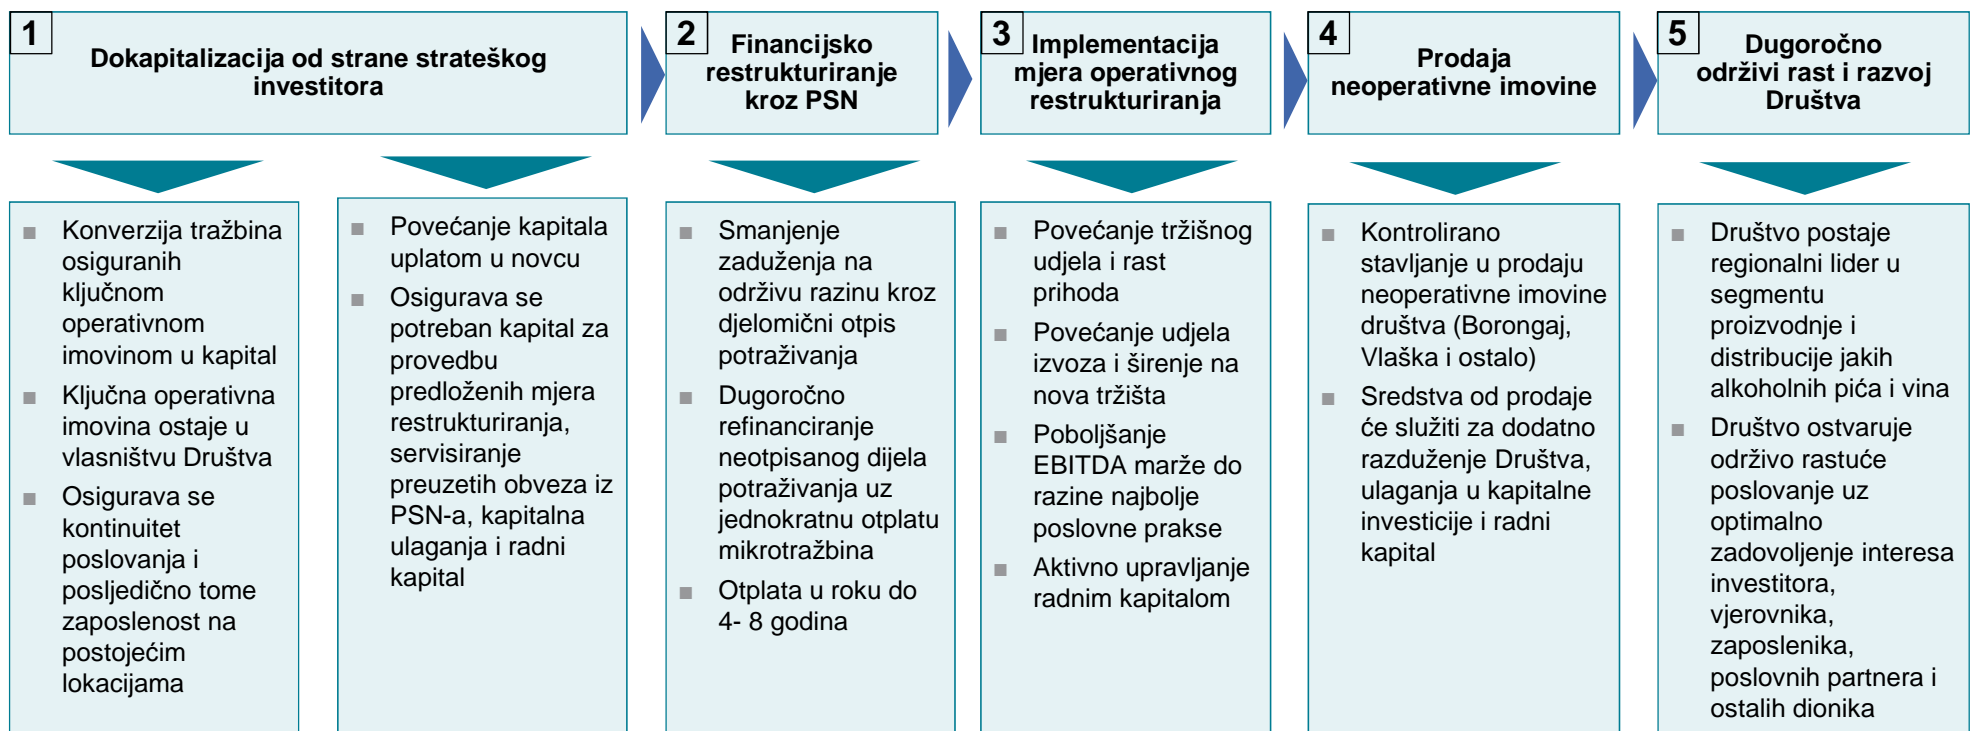 1
Dokapitalizacija od strane strateškog
investitora
2
Financijsko
restrukturiranje
kroz PSN
3
Implementacija
mjera operativnog
restrukturiranja
4
Prodaja
neoperativne imovine
5
Dugoročno
održivi rast i razvoj
Društva
Konverzija tražbina
osiguranih
ključnom
operativnom
imovinom u kapital
Ključna operativna
imovina ostaje u
vlasništvu Društva
Osigurava se
kontinuitet
poslovanja i
posljedično tome
zaposlenost na
postojećim
lokacijama
Povećanje kapitala
uplatom u novcu
Osigurava se
potreban kapital za
provedbu
predloženih mjera
restrukturiranja,
servisiranje
preuzetih obveza iz
PSN-a, kapitalna
ulaganja i radni
kapital
Smanjenje
zaduženja na
održivu razinu kroz
djelomični otpis
potraživanja
Dugoročno
refinanciranje
neotpisanog dijela
potraživanja uz
jednokratnu otplatu
mikrotražbina
Otplata u roku do
4- 8 godina
Povećanje tržišnog
udjela i rast
prihoda
Povećanje udjela
izvoza i širenje na
nova tržišta
Poboljšanje
EBITDA marže do
razine najbolje
poslovne prakse
Aktivno upravljanje
radnim kapitalom
Kontrolirano
stavljanje u prodaju
neoperativne imovine
društva (Borongaj,
Vlaška i ostalo)
Sredstva od prodaje
će služiti za dodatno
razduženje Društva,
ulaganja u kapitalne
investicije i radni
kapital
Društvo postaje
regionalni lider u
segmentu
proizvodnje i
distribucije jakih
alkoholnih pića i vina
Društvo ostvaruje
održivo rastuće
poslovanje uz
optimalno
zadovoljenje interesa
investitora,
vjerovnika,
zaposlenika,
poslovnih partnera i
ostalih dionika